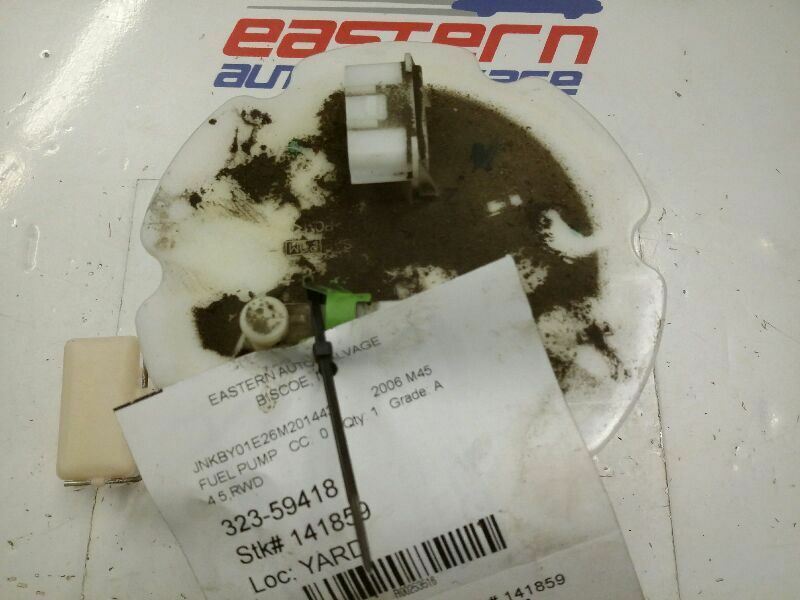 eastern
EASTERN AUTO SALVAGE
BISCOE,
2006 M45
FUEL PUMP CC 0 Qty 1 Grade A
4.5,RWD
323-59418
Stk# 141859
Loc: YARD
141859